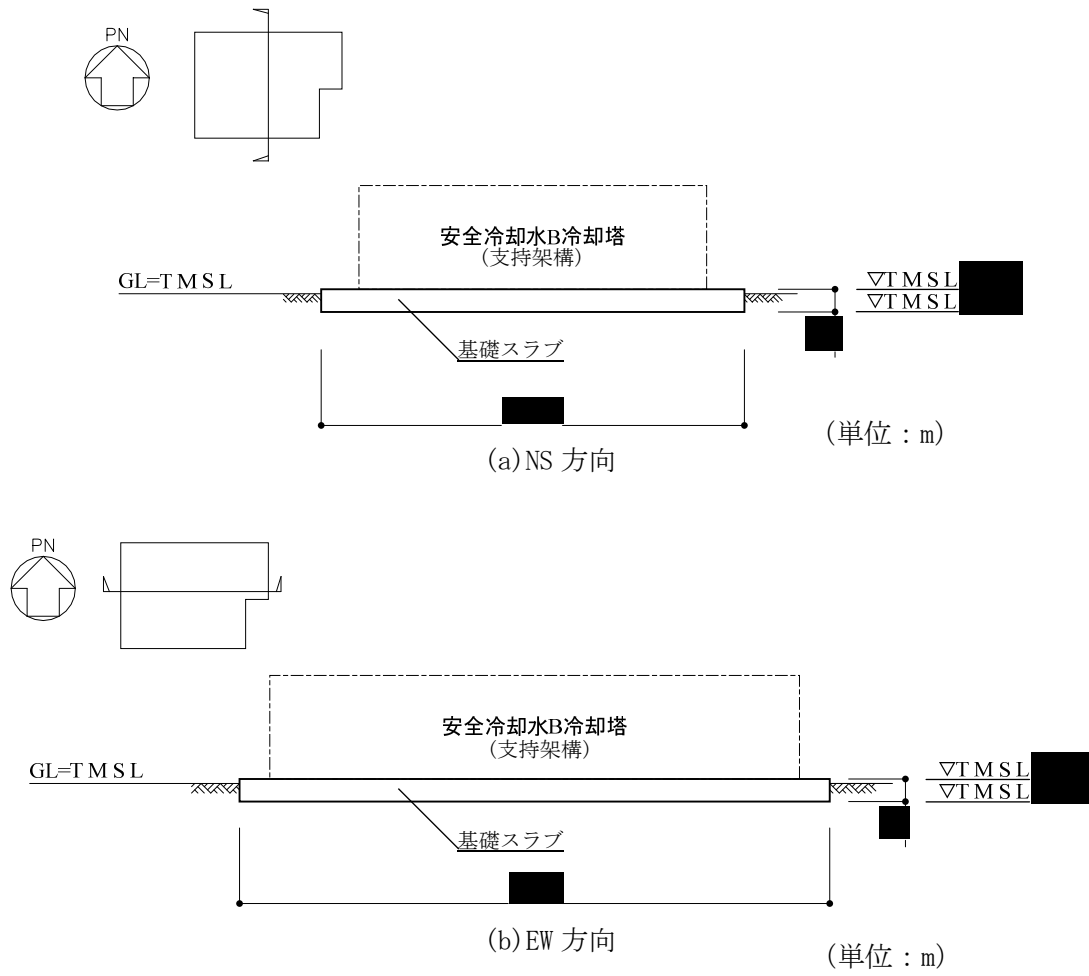 PN
安全冷却水B冷却塔
(支持架構)
GL=TMSL
▽TMSL
▽TMSL
基礎スラブ
(単位:m)
(a)NS 方向
PN
安全冷却水B冷却塔
(支持架構)
GL=TMSL
▽TMSL
▽TMSL
基礎スラブ
(b)EW 方向
(単位:m)